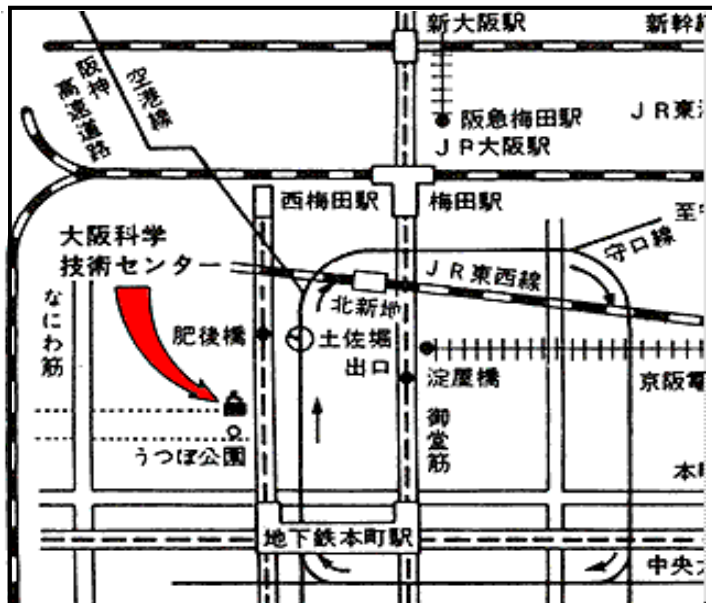 新大阪駅
新幹
阪神
高速道路
空港線
阪急梅田駅
JR大阪駅
JR東
西梅田駅
梅田駅
至
守口線
大阪科学
技術センター
JR東西線
北新地
なにわ筋
肥後橋
土佐堀
出口
淀屋橋
京阪電
御堂筋
うつぼ公園
本
地下鉄本町駅
中央